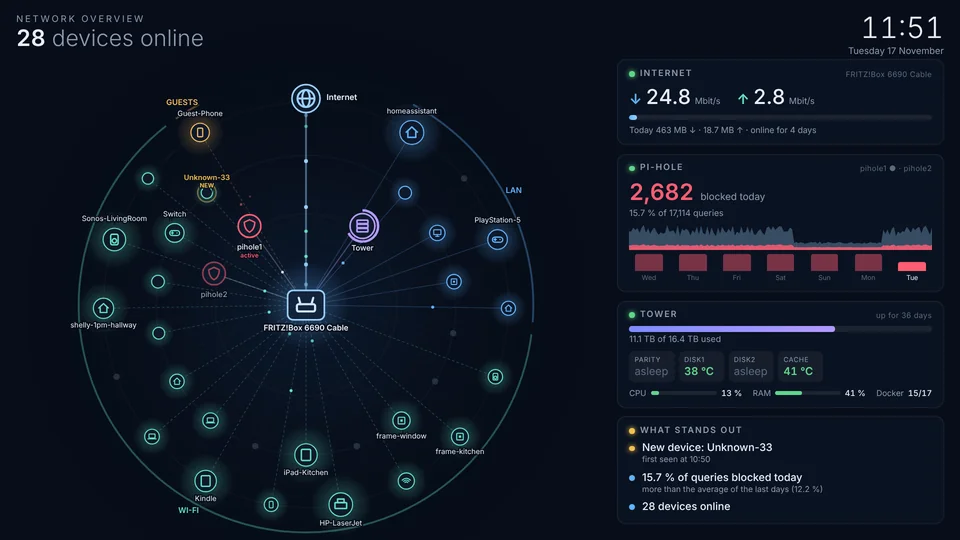 NETWORK OVERVIEW
28 devices online
11:51
Tuesday 17 November
GUESTS
Guest-Phone
Internet
homeassistant
Unknown-33
NEW
LAN
Sonos-LivingRoom
Switch
pihole1
active
Tower
PlayStation-5
pihole2
shelly-1pm-hallway
FRITZ!Box 6690 Cable
frame-window
frame-kitchen
iPad-Kitchen
Kindle
WI-FI
HP-LaserJet
INTERNET
FRITZ!Box 6690 Cable
↓ 24.8 Mbit/s ↑ 2.8 Mbit/s
Today 463 MB ↓ · 18.7 MB ↑ · online for 4 days
PI-HOLE
pihole1 ● · pihole2
2,682 blocked today
15.7 % of 17,114 queries
Wed Thu Fri Sat Sun Mon Tue
TOWER
up for 36 days
11.1 TB of 16.4 TB used
PARITY DISK1 DISK2 CACHE
asleep 38 °C asleep 41 °C
CPU 13 % RAM 41 % Docker 15/17
WHAT STANDS OUT
New device: Unknown-33
first seen at 10:50
15.7 % of queries blocked today
more than the average of the last days (12.2 %)
28 devices online